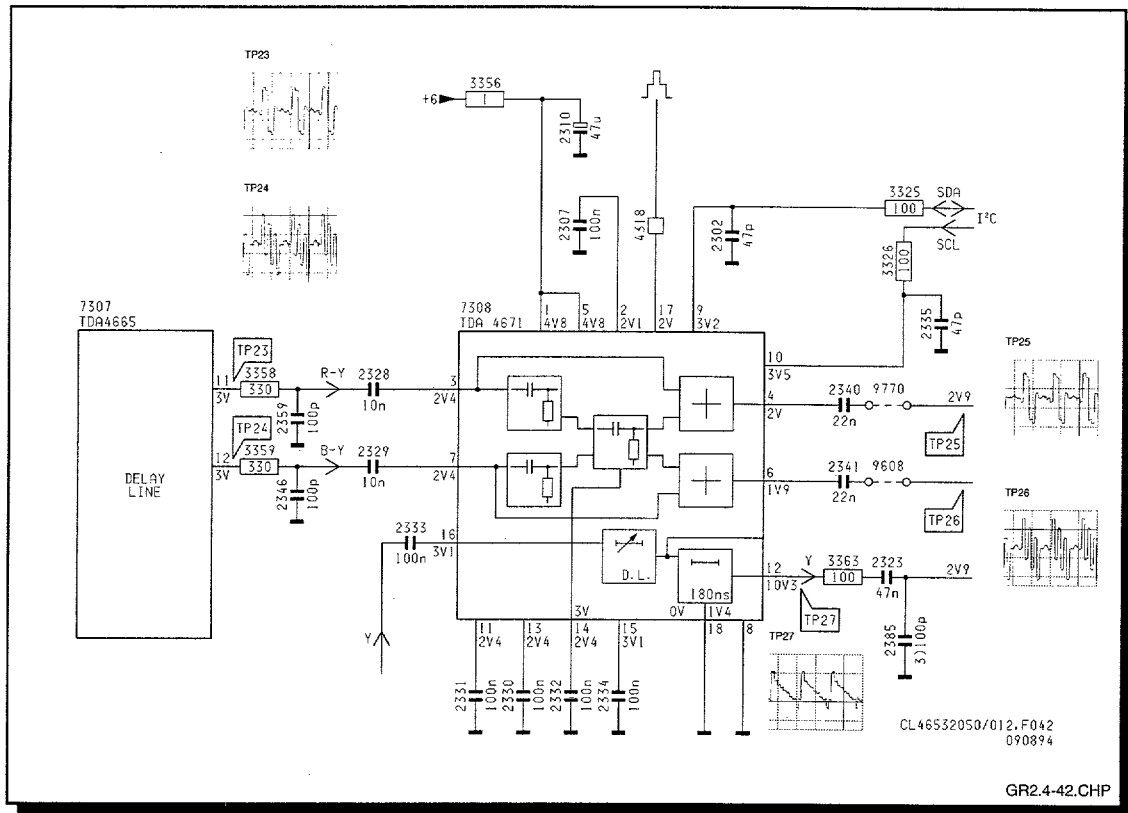 TP23
TP24
+6
3356
1
2310
47u
2307
100n
4318
2302
47p
3325
100
SDA
I²C
SCL
3326
100
2335
47p
7307
TDA4665
DELAY
LINE
11
3V
TP23
3358
330
2359
100p
R-Y
2328
10n
12
3V
TP24
3359
330
2346
100p
B-Y
2329
10n
7308
TDA 4671
1
4V8
5
4V8
2
2V1
17
2V
9
3V2
10
3V5
3
2V4
7
2V4
4
2V
2340
22n
9770
2V9
TP25
TP25
6
1V9
2341
22n
9608
2V9
TP26
TP26
2333
100n
16
3V1
Y
D.L.
180ns
12
10V3
Y
TP27
3363
100
2323
47n
2V9
2385
3)100p
TP27
3V
0V
1V4
11
2V4
13
2V4
14
2V4
15
3V1
18
8
2331
100n
2330
100n
2332
100n
2334
100n
CL46532050/012.F042
090894
GR2.4-42.CHP